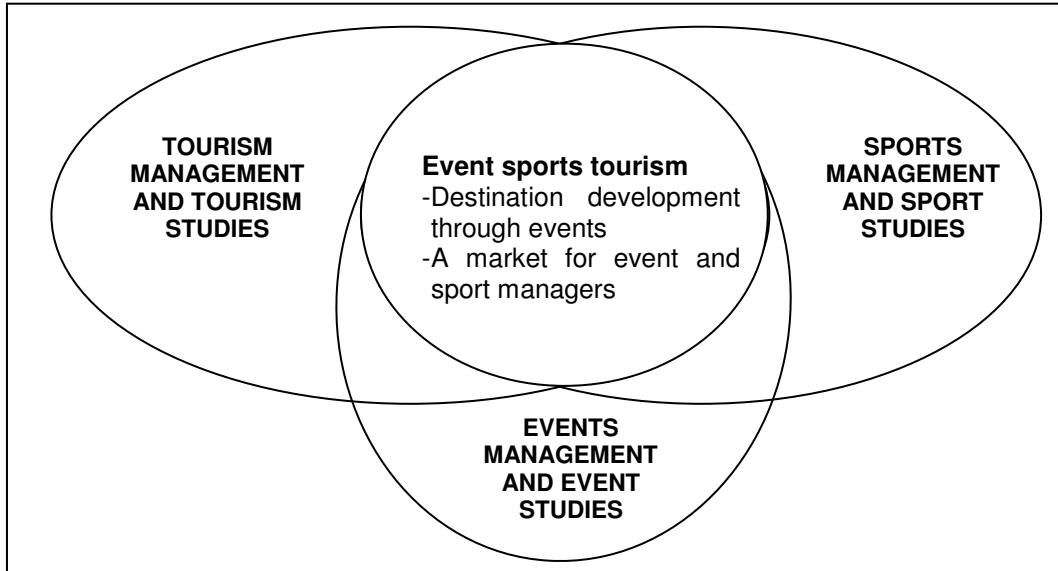 TOURISM
MANAGEMENT
AND TOURISM
STUDIES
Event sports tourism
-Destination development
through events
-A market for event and
sport managers
SPORTS
MANAGEMENT
AND SPORT
STUDIES
EVENTS
MANAGEMENT
AND EVENT
STUDIES